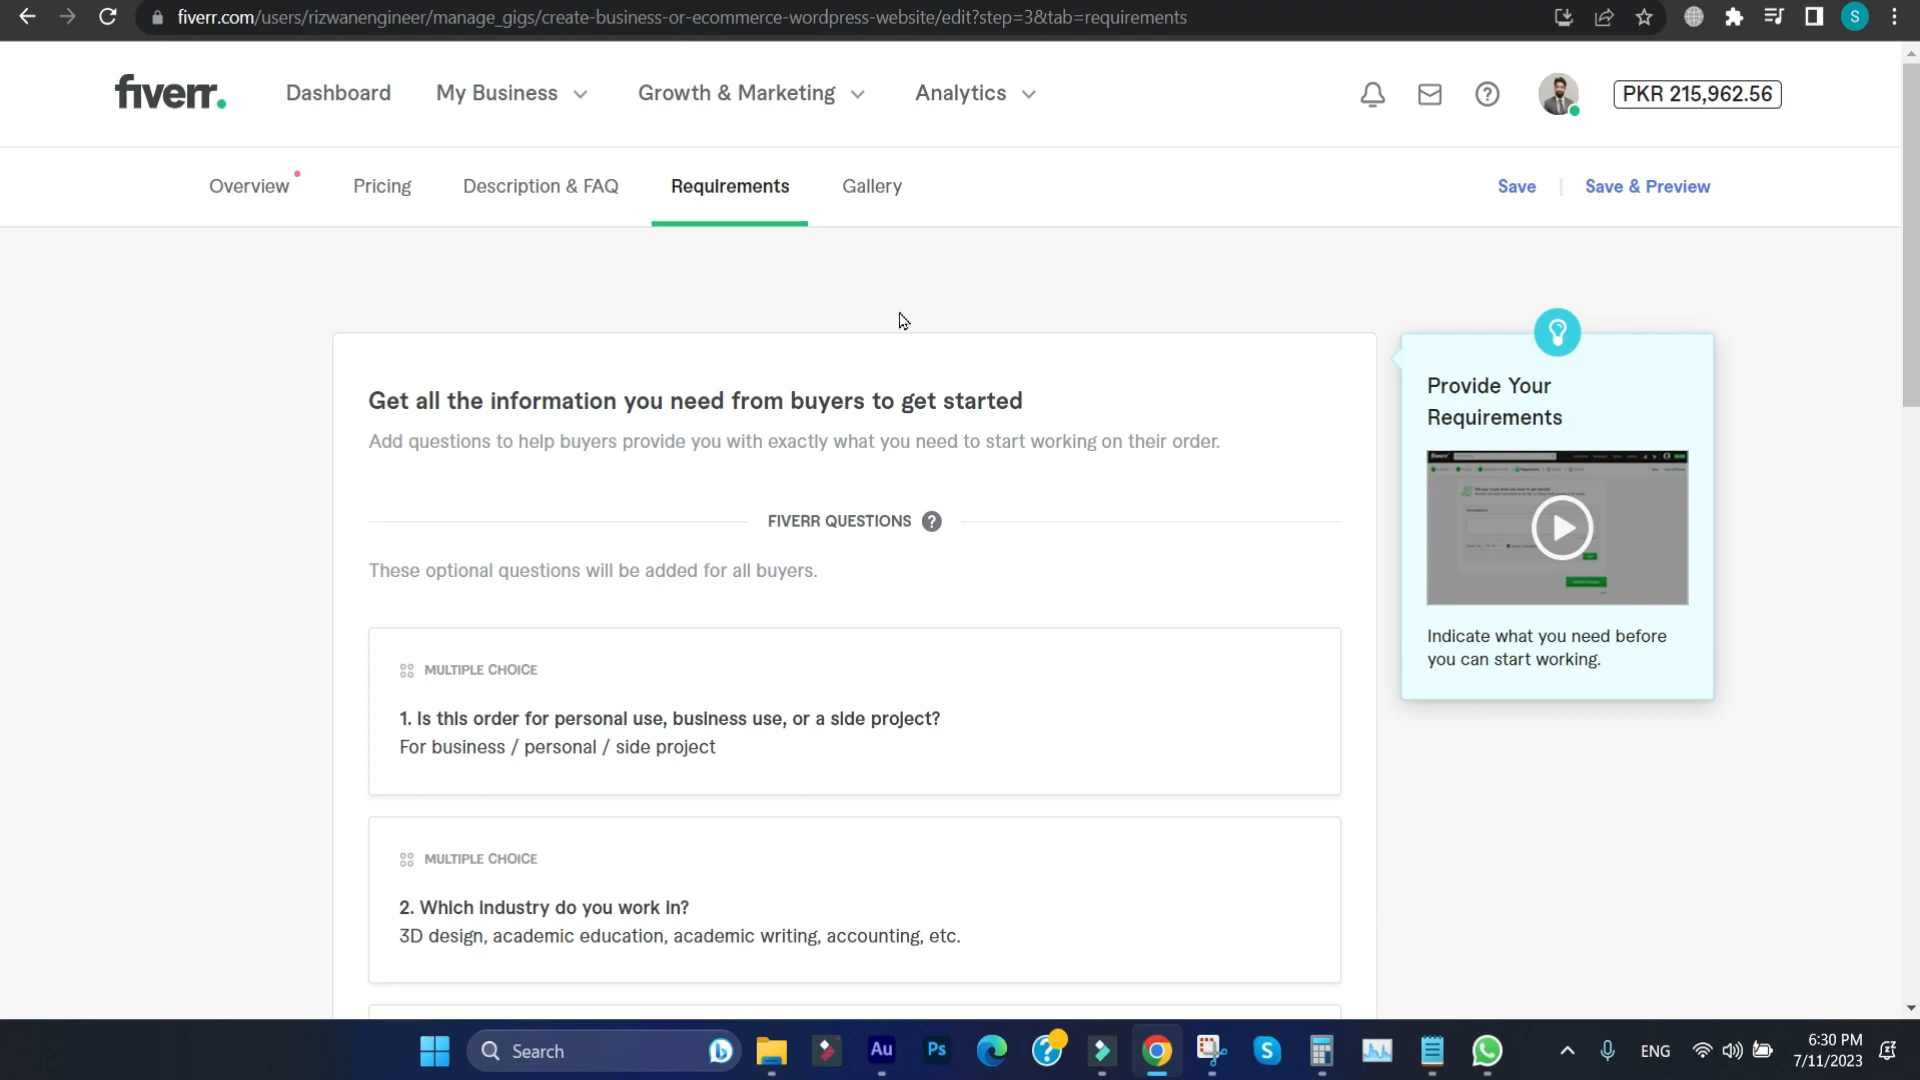 fiverr.com/users/rizwanengineer/manage_gigs/create-business-or-ecommerce-wordpress-website/edit?step=3&tab=requirements
S
fiverr.
Dashboard
My Business
Growth & Marketing
Analytics
PKR 215,962.56
Overview
Pricing
Description & FAQ
Requirements
Gallery
Save
Save & Preview
Get all the information you need from buyers to get started
Add questions to help buyers provide you with exactly what you need to start working on their order.
FIVERR QUESTIONS ?
These optional questions will be added for all buyers.
MULTIPLE CHOICE
1. Is this order for personal use, business use, or a side project?
For business / personal / side project
MULTIPLE CHOICE
2. Which industry do you work in?
3D design, academic education, academic writing, accounting, etc.
Provide Your
Requirements
Indicate what you need before
you can start working.
Search
Au
Ps
ENG
6:30 PM
7/11/2023